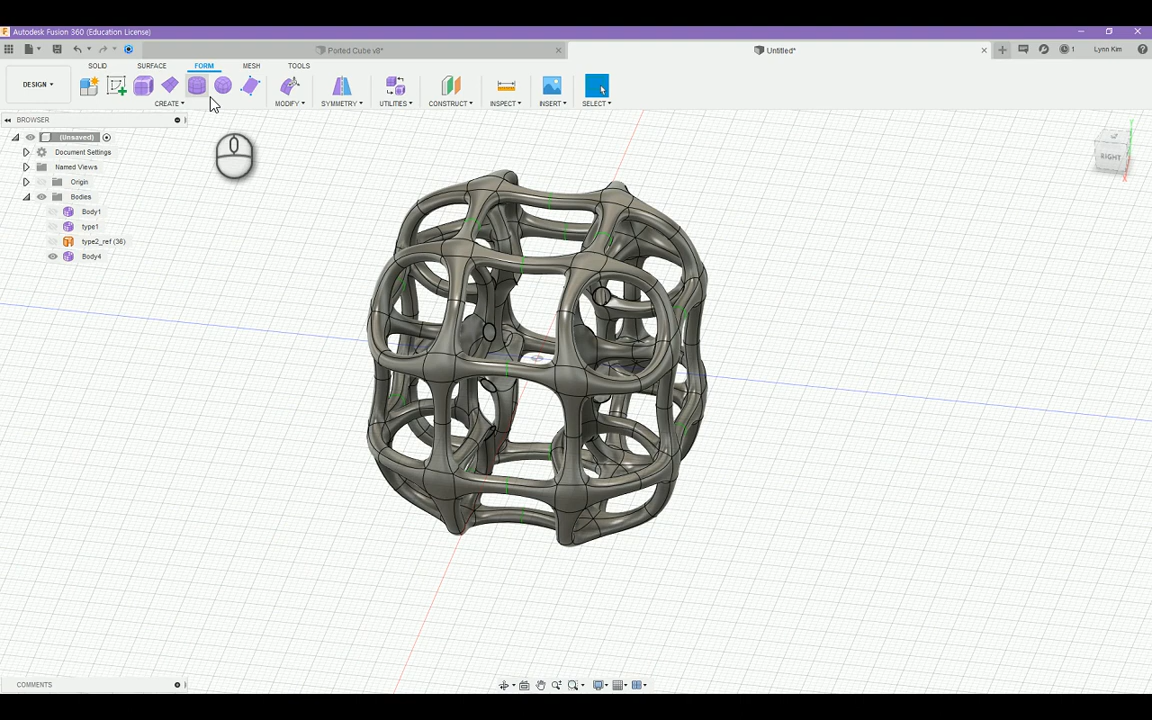 Autodesk Fusion 360 (Education License)
Ported Cube v8*
Untitled*
1
Lynn Kim
DESIGN
SOLID
SURFACE
FORM
MESH
TOOLS
CREATE
MODIFY
SYMMETRY
UTILITIES
CONSTRUCT
INSPECT
INSERT
SELECT
BROWSER
(Unsaved)
Document Settings
Named Views
Origin
Bodies
Body1
type1
type2_ref (36)
Body4
RIGHT
COMMENTS